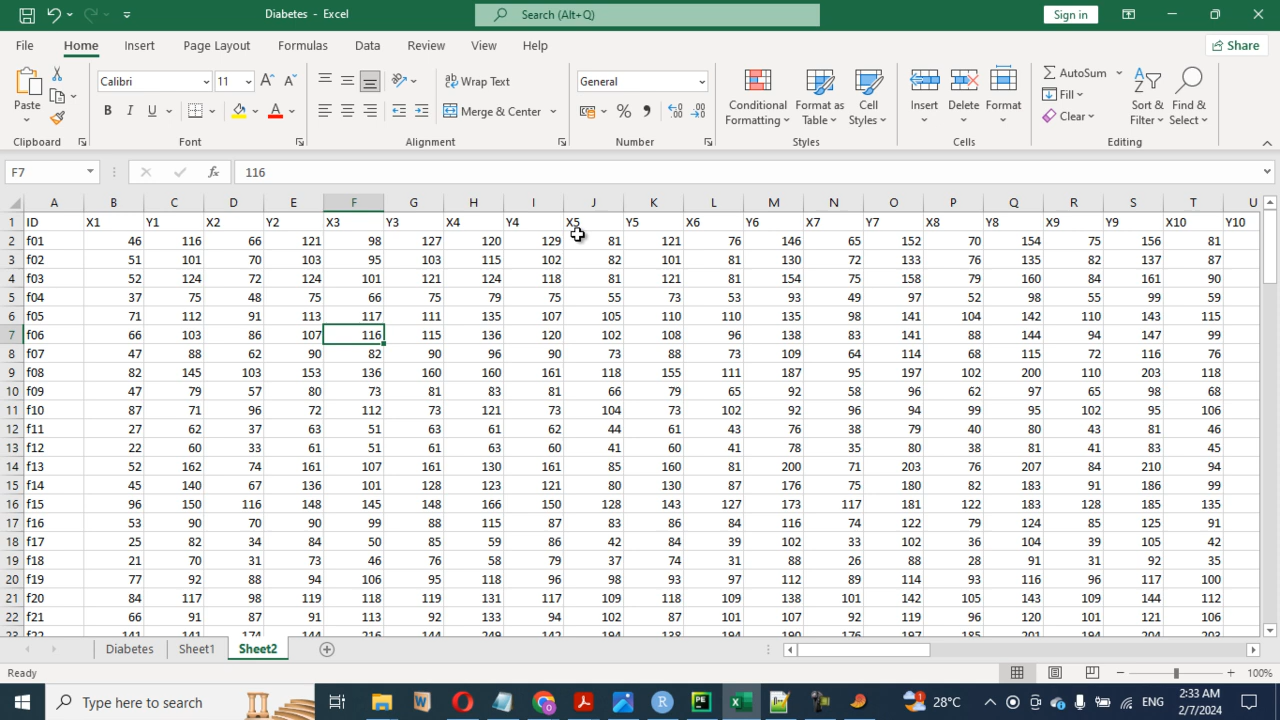 Diabetes - Excel
Search (Alt+Q)
Sign in
File Home Insert Page Layout Formulas Data Review View Help
Share
Calibri 11
Wrap Text
General
AutoSum
Paste
Merge & Center
Conditional Formatting
Format as Table
Cell Styles
Insert
Delete
Format
Fill
Clear
Sort & Filter
Find & Select
Clipboard Font Alignment Number Styles Cells Editing
F7 fx 116
A B C D E F G H I J K L M N O P Q R S T U
1 ID X1 Y1 X2 Y2 X3 Y3 X4 Y4 X5 Y5 X6 Y6 X7 Y7 X8 Y8 X9 Y9 X10 Y10
2 f01 46 116 66 121 98 127 120 129 81 121 76 146 65 152 70 154 75 156 81
3 f02 51 101 70 103 95 103 115 102 82 101 81 130 72 133 76 135 82 137 87
4 f03 52 124 72 124 101 121 124 118 81 121 81 154 75 158 79 160 84 161 90
5 f04 37 75 48 75 66 75 79 75 55 73 53 93 49 97 52 98 55 99 59
6 f05 71 112 91 113 117 111 135 107 105 110 110 135 98 141 104 142 110 143 115
7 f06 66 103 86 107 116 115 136 120 102 108 96 138 83 141 88 144 94 147 99
8 f07 47 88 62 90 82 90 96 90 73 88 73 109 64 114 68 115 72 116 76
9 f08 82 145 103 153 136 160 160 161 118 155 111 187 95 197 102 200 110 203 118
10 f09 47 79 57 80 73 81 83 81 66 79 65 92 58 96 62 97 65 98 68
11 f10 87 71 96 72 112 73 121 73 104 73 102 92 96 94 99 95 102 95 106
12 f11 27 62 37 63 51 63 61 62 44 61 43 76 38 79 40 80 43 81 46
13 f12 22 60 33 61 51 61 63 60 41 60 41 78 35 80 38 81 41 83 45
14 f13 52 162 74 161 107 161 130 161 85 160 81 200 71 203 76 207 84 210 94
15 f14 45 140 67 136 101 128 123 121 80 130 87 176 75 180 82 183 91 186 99
16 f15 96 150 116 148 145 148 166 150 128 143 127 173 117 181 122 183 128 185 135
17 f16 53 90 70 90 99 88 115 87 83 86 84 116 74 122 79 124 85 125 91
18 f17 25 82 34 84 50 85 59 86 42 84 39 102 33 102 36 104 39 105 42
19 f18 21 70 31 73 46 76 58 79 37 74 31 88 26 88 28 91 31 92 35
20 f19 77 92 88 94 106 95 118 96 98 93 97 112 89 114 93 116 96 117 100
21 f20 84 117 98 119 118 119 131 117 109 118 109 138 101 142 105 143 109 144 112
22 f21 66 91 87 91 113 92 133 94 102 87 101 107 92 119 96 120 101 121 106
23 f22 141 141 174 144 216 144 249 142 194 138 194 190 176 197 185 201 194 204 203
Diabetes Sheet1 Sheet2
Ready
100%
Type here to search
28°C
ENG
2:33 AM
2/7/2024